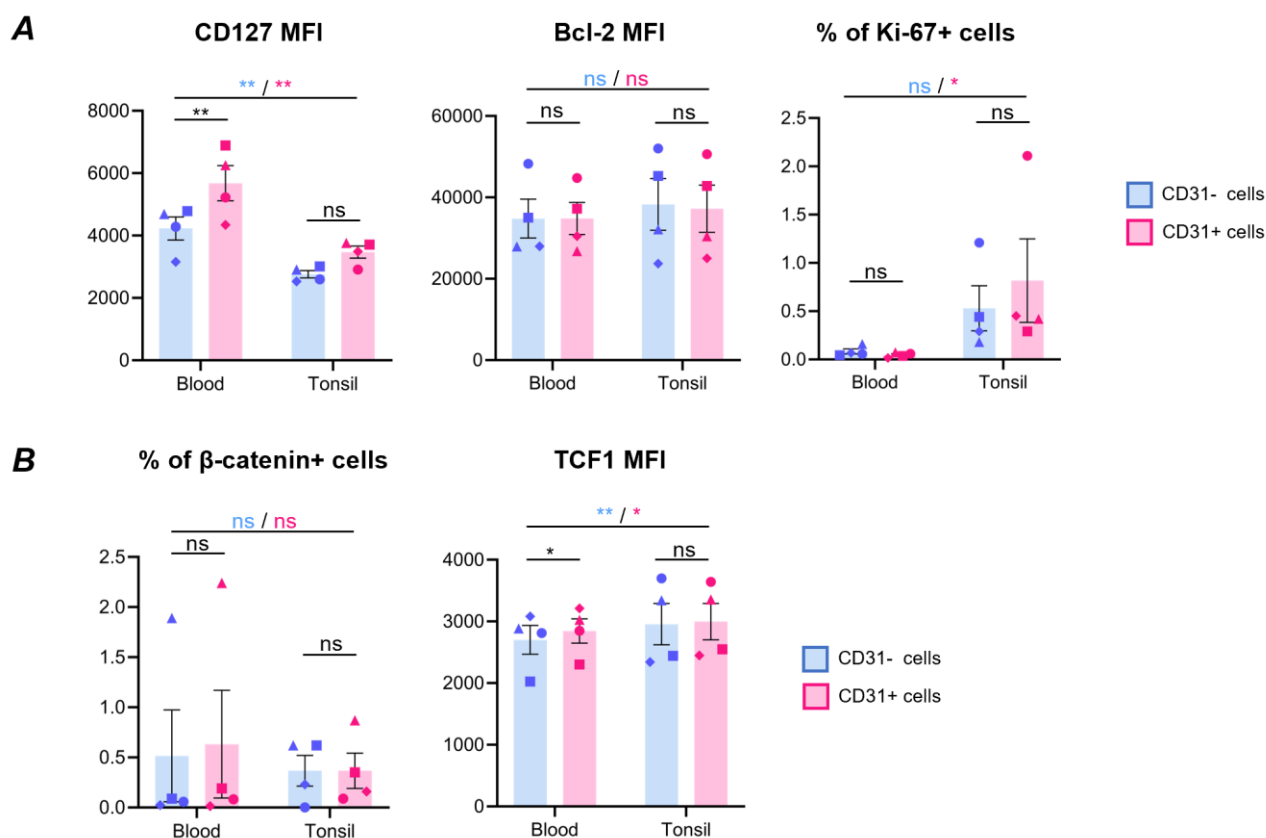 A
CD127 MFI
** / **
**
ns
8000
6000
4000
2000
0
Blood
Tonsil
Bcl-2 MFI
ns / ns
ns
ns
60000
40000
20000
0
Blood
Tonsil
% of Ki-67+ cells
ns / *
ns
ns
2.5
2.0
1.5
1.0
0.5
0.0
Blood
Tonsil
CD31- cells
CD31+ cells
B
% of β-catenin+ cells
ns / ns
ns
ns
2.5
2.0
1.5
1.0
0.5
0.0
Blood
Tonsil
TCF1 MFI
** / *
*
ns
4000
3000
2000
1000
0
Blood
Tonsil
CD31- cells
CD31+ cells